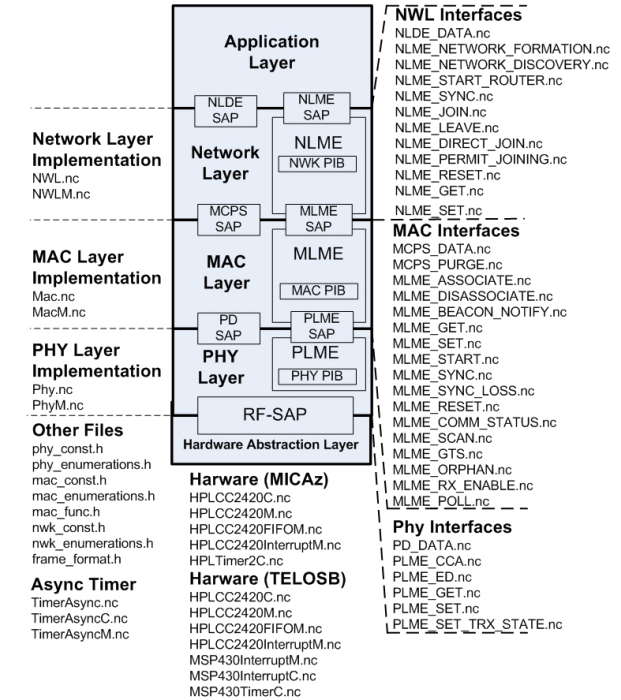 Application
Layer
NLDE
SAP
NLME
SAP
Network
Layer
NLME
NWK PIB
MCPS
SAP
MLME
SAP
MAC
Layer
MLME
MAC PIB
PD
SAP
PLME
SAP
PHY
Layer
PLME
PHY PIB
RF-SAP
Hardware Abstraction Layer
Network Layer
Implementation
NWL.nc
NWLM.nc
MAC Layer
Implementation
Mac.nc
MacM.nc
PHY Layer
Implementation
Phy.nc
PhyM.nc
Other Files
phy_const.h
phy_enumerations.h
mac_const.h
mac_enumerations.h
mac_func.h
nwk_const.h
nwk_enumerations.h
frame_format.h
Async Timer
TimerAsync.nc
TimerAsyncC.nc
TimerAsyncM.nc
Harware (MICAz)
HPLCC2420C.nc
HPLCC2420M.nc
HPLCC2420FIFOM.nc
HPLCC2420InterruptM.nc
HPLTimer2C.nc
Harware (TELOSB)
HPLCC2420C.nc
HPLCC2420M.nc
HPLCC2420FIFOM.nc
HPLCC2420InterruptM.nc
MSP430InterruptM.nc
MSP430InterruptC.nc
MSP430TimerC.nc
NWL Interfaces
NLDE_DATA.nc
NLME_NETWORK_FORMATION.nc
NLME_NETWORK_DISCOVERY.nc
NLME_START_ROUTER.nc
NLME_SYNC.nc
NLME_JOIN.nc
NLME_LEAVE.nc
NLME_DIRECT_JOIN.nc
NLME_PERMIT_JOINING.nc
NLME_RESET.nc
NLME_GET.nc
NLME_SET.nc
MAC Interfaces
MCPS_DATA.nc
MCPS_PURGE.nc
MLME_ASSOCIATE.nc
MLME_DISASSOCIATE.nc
MLME_BEACON_NOTIFY.nc
MLME_GET.nc
MLME_SET.nc
MLME_START.nc
MLME_SYNC.nc
MLME_SYNC_LOSS.nc
MLME_RESET.nc
MLME_COMM_STATUS.nc
MLME_SCAN.nc
MLME_GTS.nc
MLME_ORPHAN.nc
MLME_RX_ENABLE.nc
MLME_POLL.nc
Phy Interfaces
PD_DATA.nc
PLME_CCA.nc
PLME_ED.nc
PLME_GET.nc
PLME_SET.nc
PLME_SET_TRX_STATE.nc